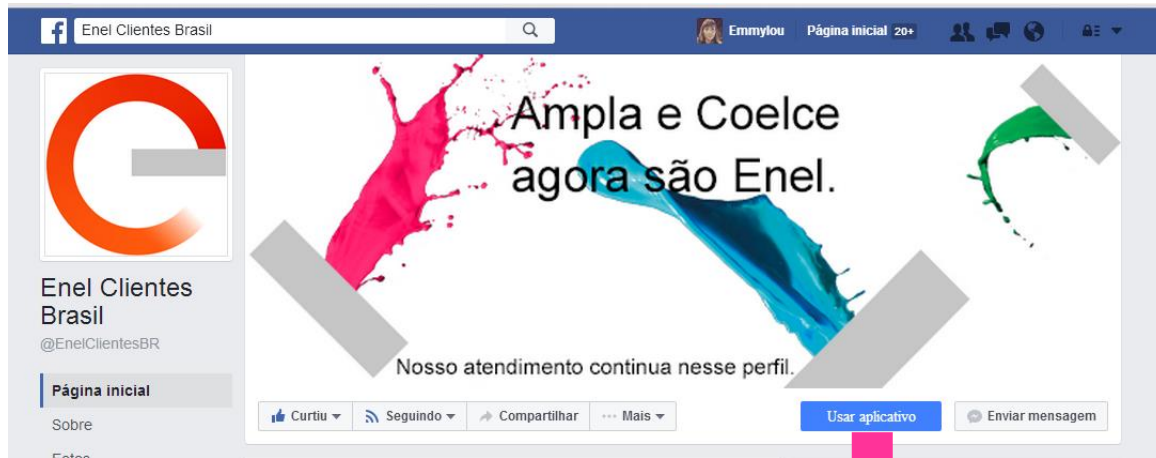 Enel Clientes Brasil
Emmylou
Página inicial 20+
Ampla e Coelce
agora são Enel.
Nosso atendimento continua nesse perfil.
Enel Clientes
Brasil
@EnelClientesBR
Página inicial
Sobre
Curtiu
Seguindo
Compartilhar
Mais
Usar aplicativo
Enviar mensagem